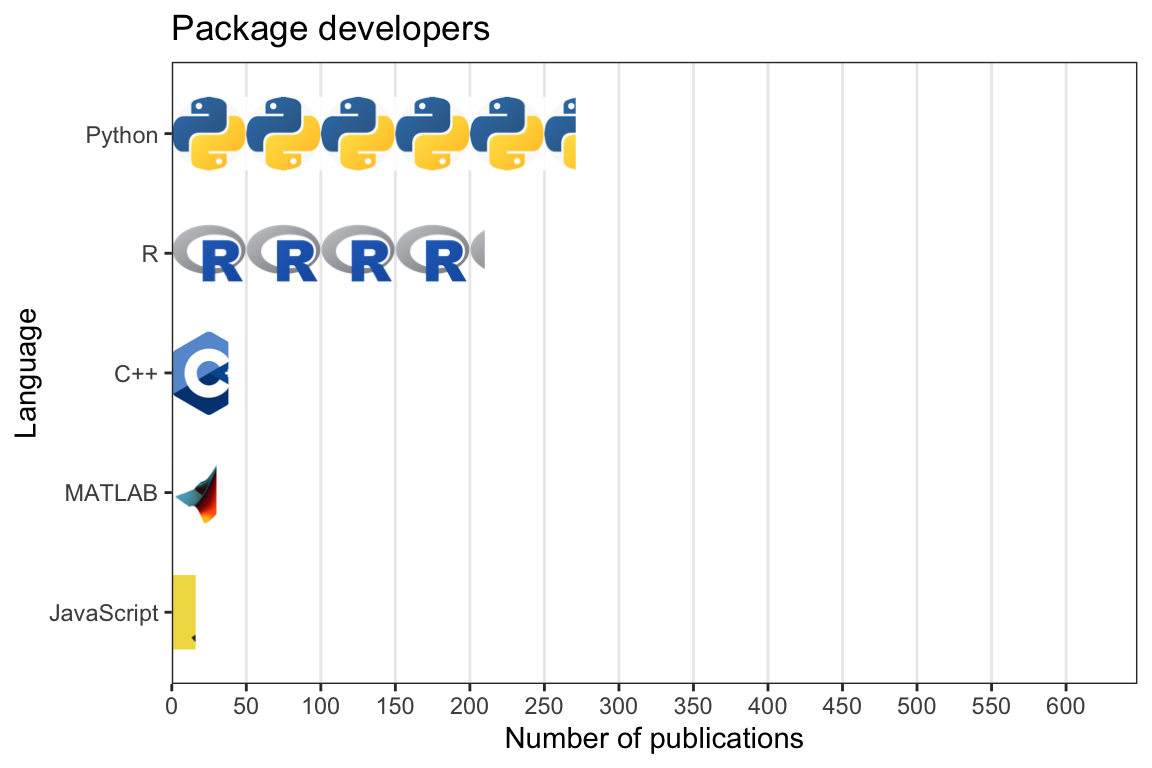 Package developers
Language
Python
R
R R R R
C++
C
MATLAB
JavaScript
0 50 100 150 200 250 300 350 400 450 500 550 600
Number of publications